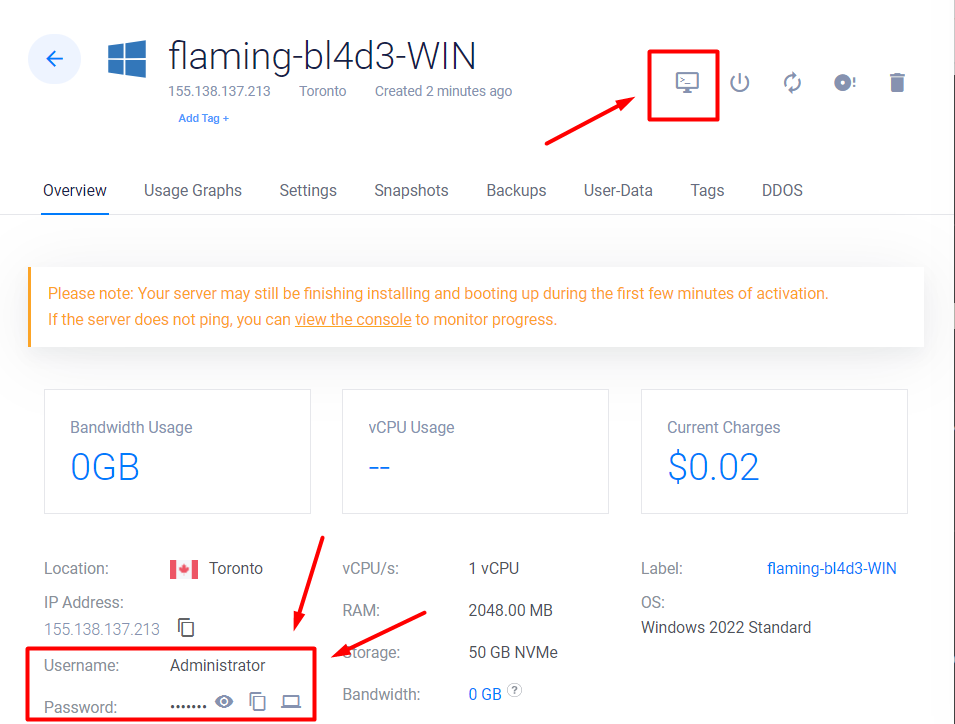 flaming-bl4d3-WIN
155.138.137.213 Toronto Created 2 minutes ago
Add Tag +
Overview Usage Graphs Settings Snapshots Backups User-Data Tags DDOS
Please note: Your server may still be finishing installing and booting up during the first few minutes of activation.
If the server does not ping, you can view the console to monitor progress.
Bandwidth Usage
0GB
vCPU Usage
--
Current Charges
$0.02
Location: Toronto
IP Address:
155.138.137.213
Username: Administrator
Password: .......
vCPU/s: 1 vCPU
RAM: 2048.00 MB
Storage: 50 GB NVMe
Bandwidth: 0 GB ?
Label: flaming-bl4d3-WIN
OS:
Windows 2022 Standard